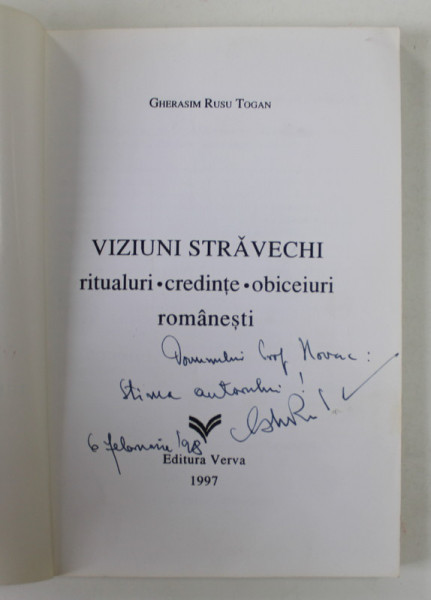 GHERASIM RUSU TOGAN
VIZIUNI STRĂVECHI
ritualuri • credințe • obiceiuri
românești
Domnului Prof Novac:
Stima autorului!
6 februarie '98
Editura Verva
1997